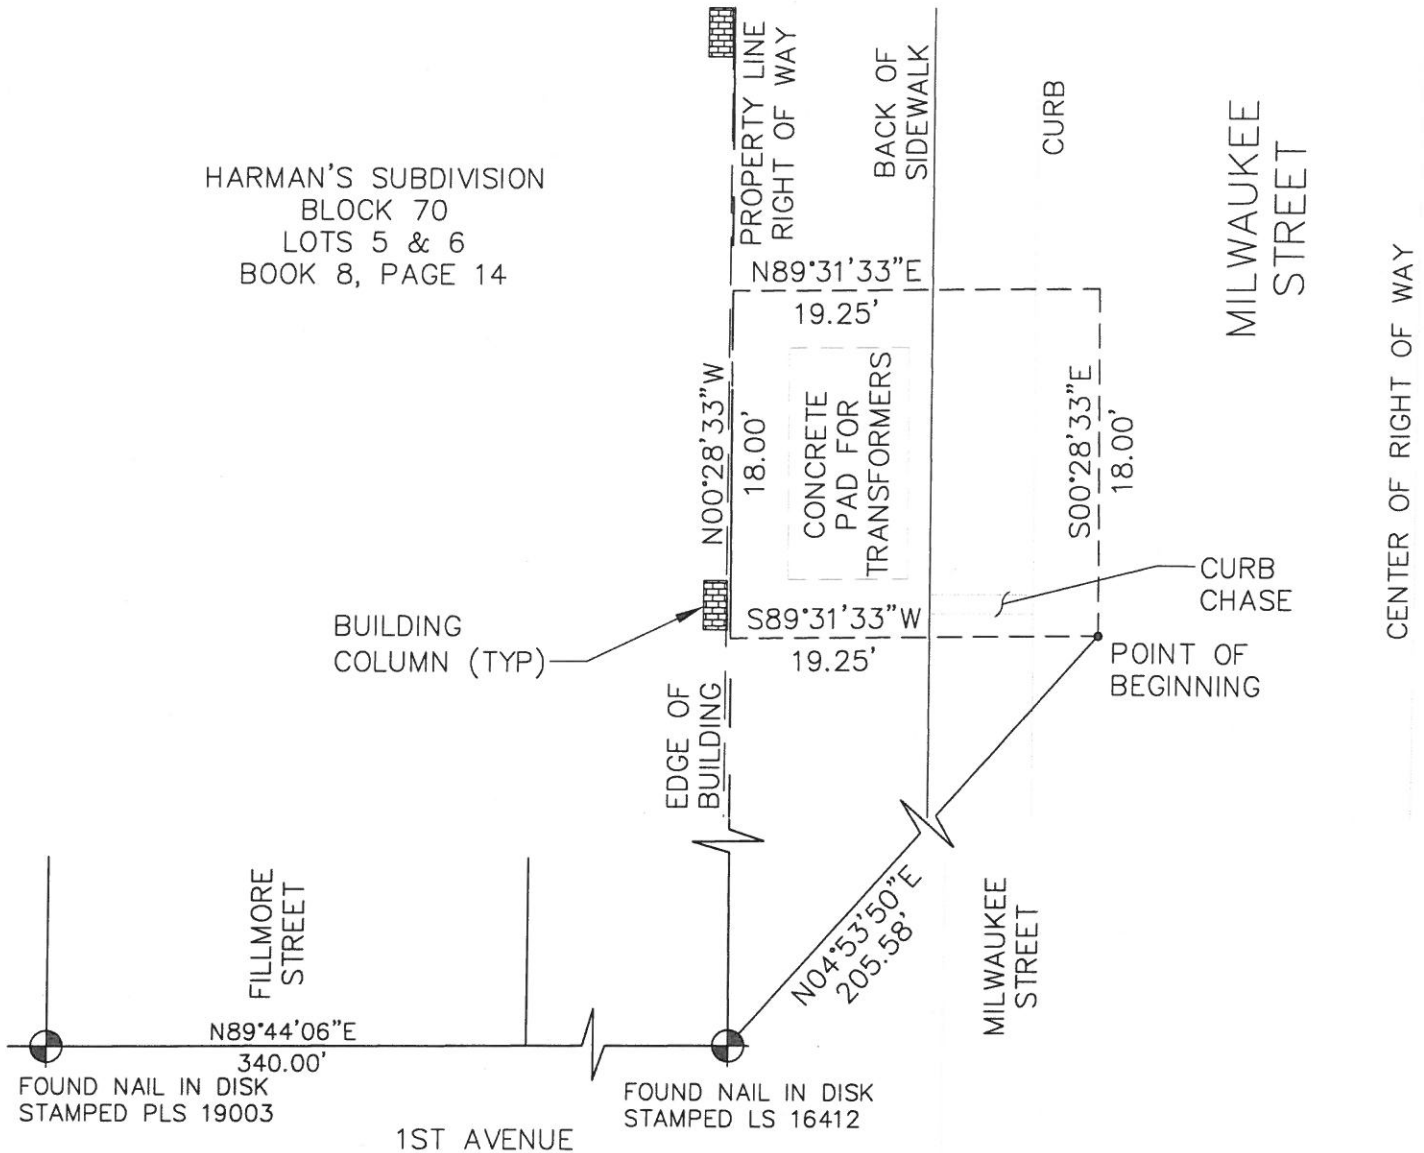 HARMAN'S SUBDIVISION
BLOCK 70
LOTS 5 & 6
BOOK 8, PAGE 14
PROPERTY LINE
RIGHT OF WAY
BACK OF
SIDEWALK
CURB
MILWAUKEE
STREET
CENTER OF RIGHT OF WAY
N89°31'33"E
19.25'
N00°28'33"W
18.00'
CONCRETE
PAD FOR
TRANSFORMERS
S00°28'33"E
18.00'
CURB
CHASE
S89°31'33"W
19.25'
BUILDING
COLUMN (TYP)
POINT OF
BEGINNING
EDGE OF
BUILDING
FILLMORE
STREET
N04°53'50"E
205.58'
MILWAUKEE
STREET
N89°44'06"E
340.00'
FOUND NAIL IN DISK
STAMPED PLS 19003
FOUND NAIL IN DISK
STAMPED LS 16412
1ST AVENUE